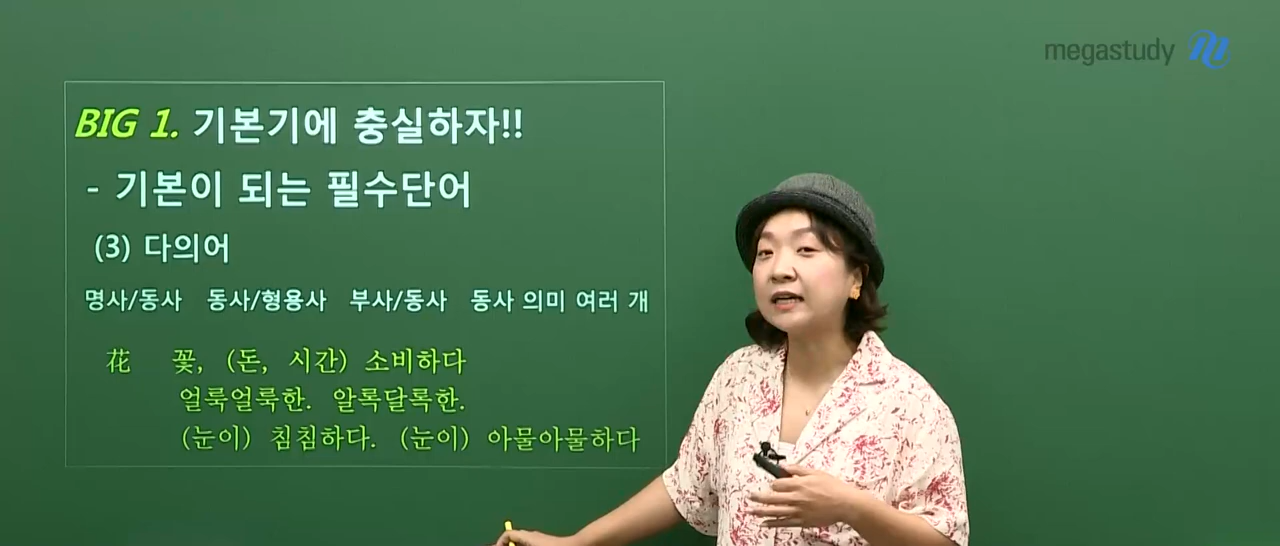 megastudy
BIG 1. 기본기에 충실하자!!
- 기본이 되는 필수단어
(3) 다의어
명사/동사 동사/형용사 부사/동사 동사 의미 여러 개
花 꽃, (돈, 시간) 소비하다
얼룩얼룩한. 알록달록한.
(눈이) 침침하다. (눈이) 아물아물하다